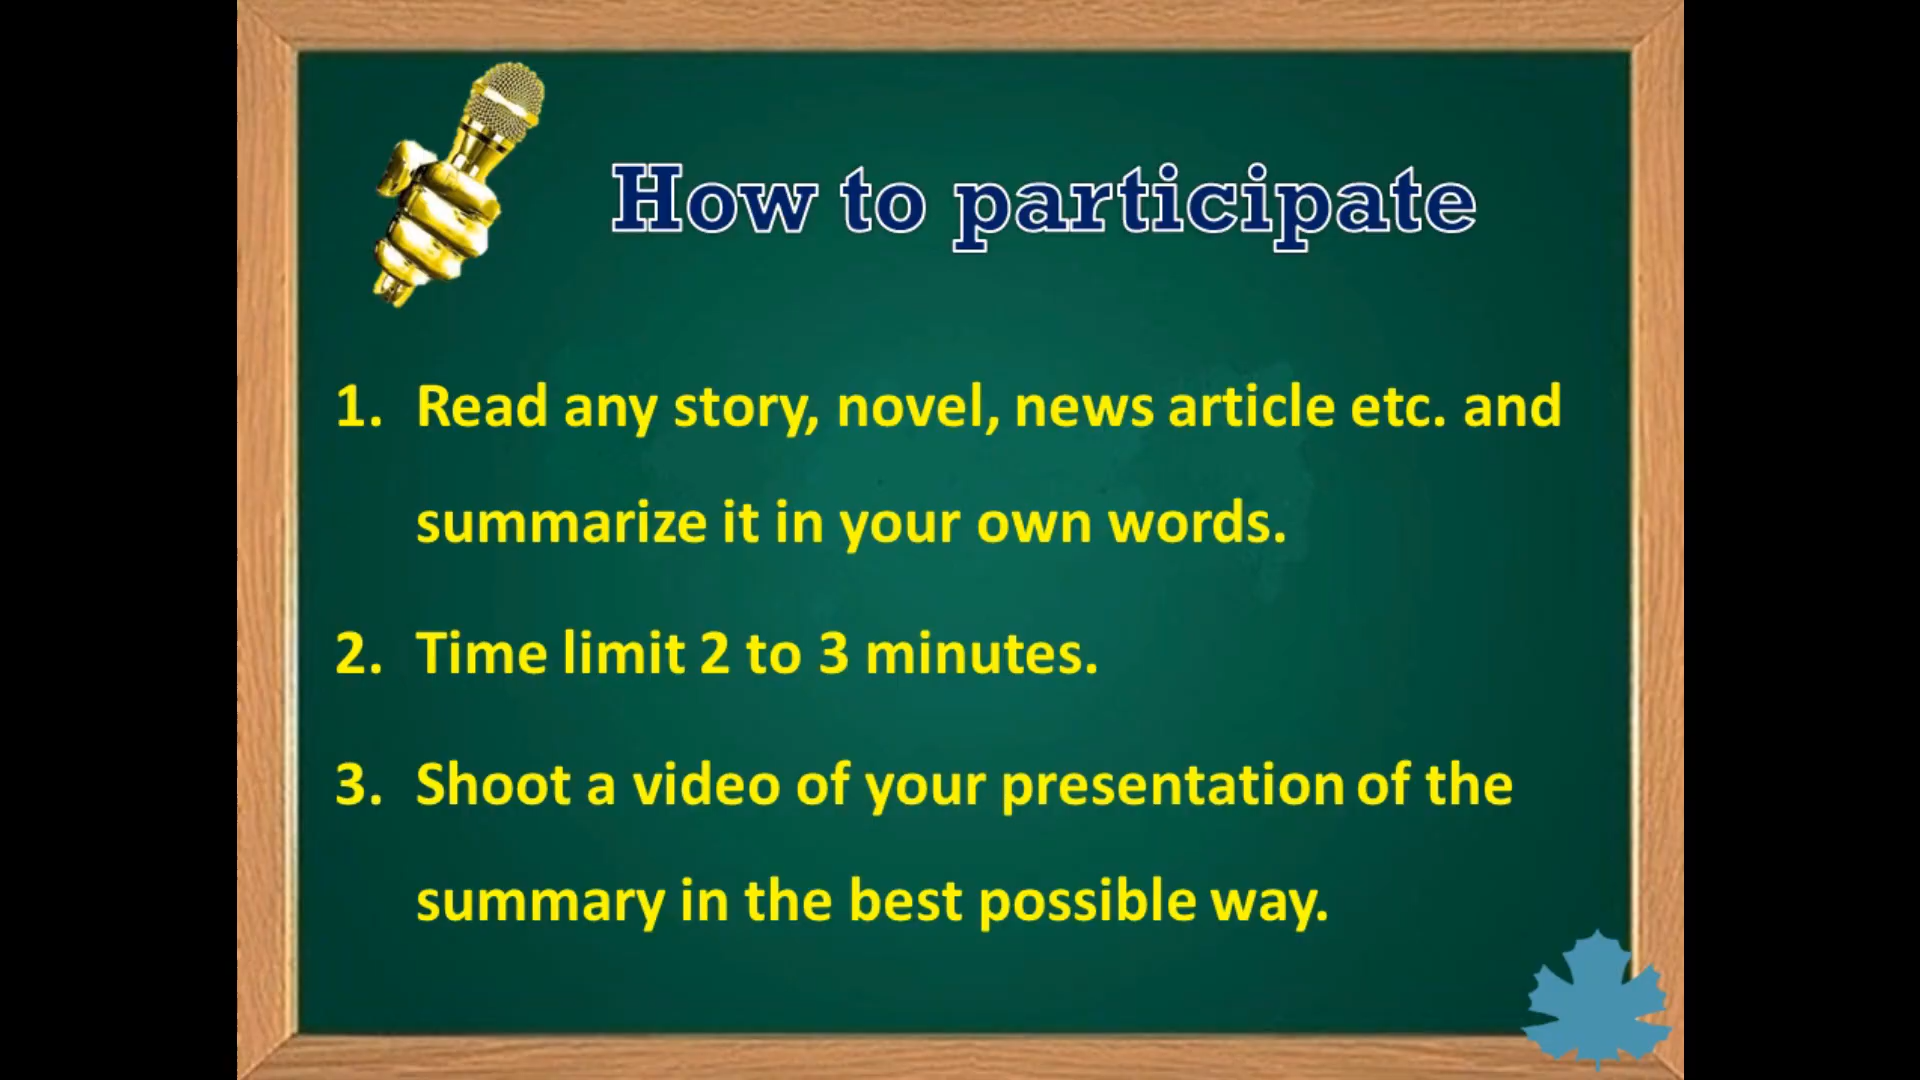 How to participate
1. Read any story, novel, news article etc. and
summarize it in your own words.
2. Time limit 2 to 3 minutes.
3. Shoot a video of your presentation of the
summary in the best possible way.